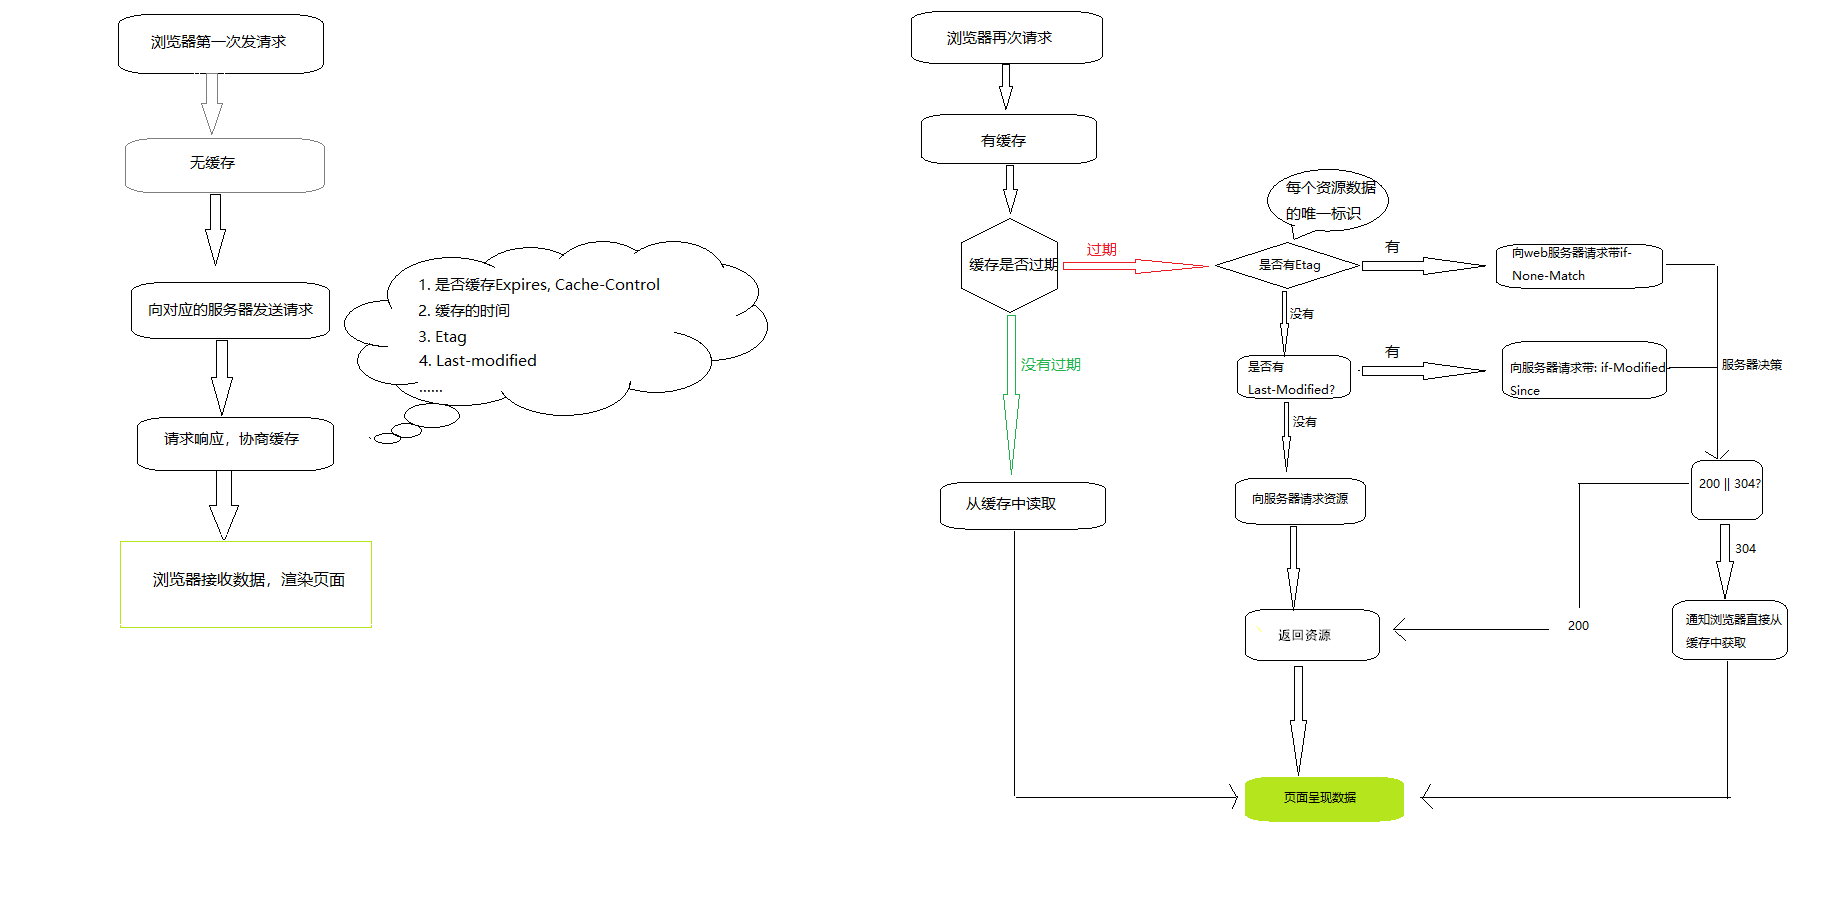 浏览器第一次发清求
无缓存
向对应的服务器发送请求
1. 是否缓存Expires, Cache-Control
2. 缓存的时间
3. Etag
4. Last-modified
......
请求响应，协商缓存
浏览器接收数据，渲染页面
浏览器再次请求
有缓存
缓存是否过期
过期
没有过期
从缓存中读取
每个资源数据
的唯一标识
是否有Etag
有
向web服务器请求带if-
None-Match
没有
是否有
Last-Modified?
有
向服务器请求带: if-Modified-
Since
服务器决策
没有
向服务器请求资源
200 || 304?
304
返回资源
200
通知浏览器直接从
缓存中获取
页面呈现数据